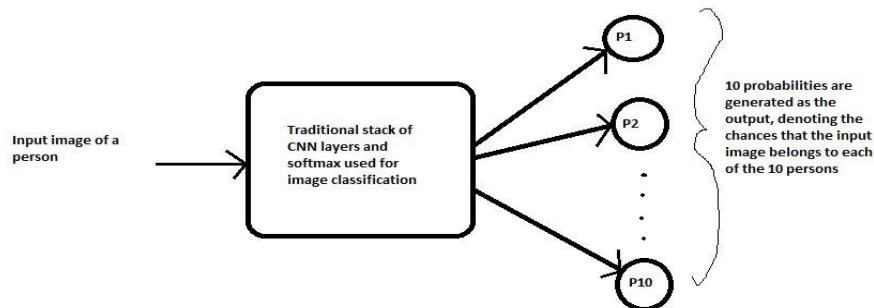 Input image of a
person
Traditional stack of
CNN layers and
softmax used for
image classification
P1
P2
P10
10 probabilities are
generated as the
output, denoting the
chances that the input
image belongs to each
of the 10 persons